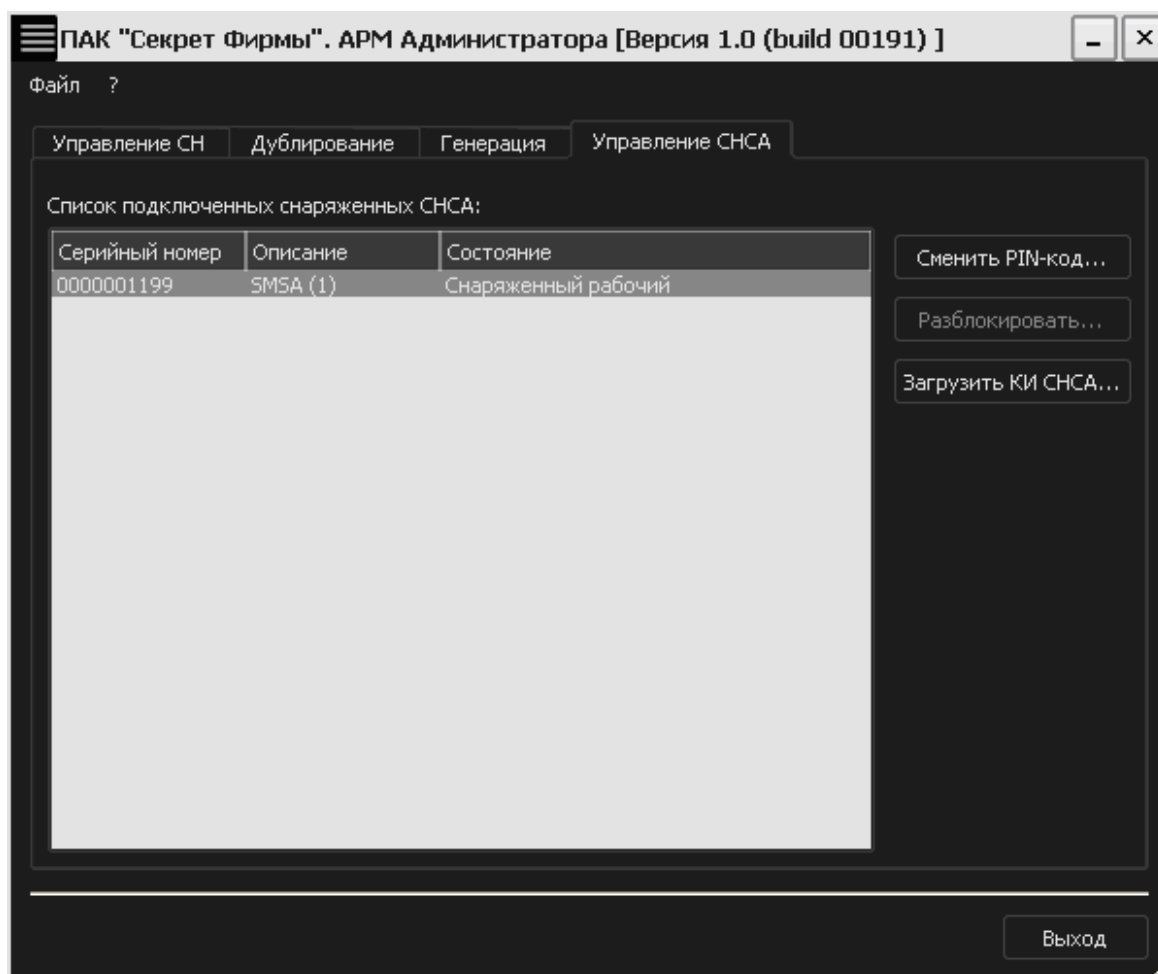 ПАК "Секрет Фирмы". АРМ Администратора [Версия 1.0 (build 00191) ]
Файл ?
Управление СН Дублирование Генерация Управление СНСА
Список подключенных снаряженных СНСА:
Серийный номер Описание Состояние
0000001199 SMSA (1) Снаряженный рабочий
Сменить PIN-код...
Разблокировать...
Загрузить КИ СНСА...
Выход